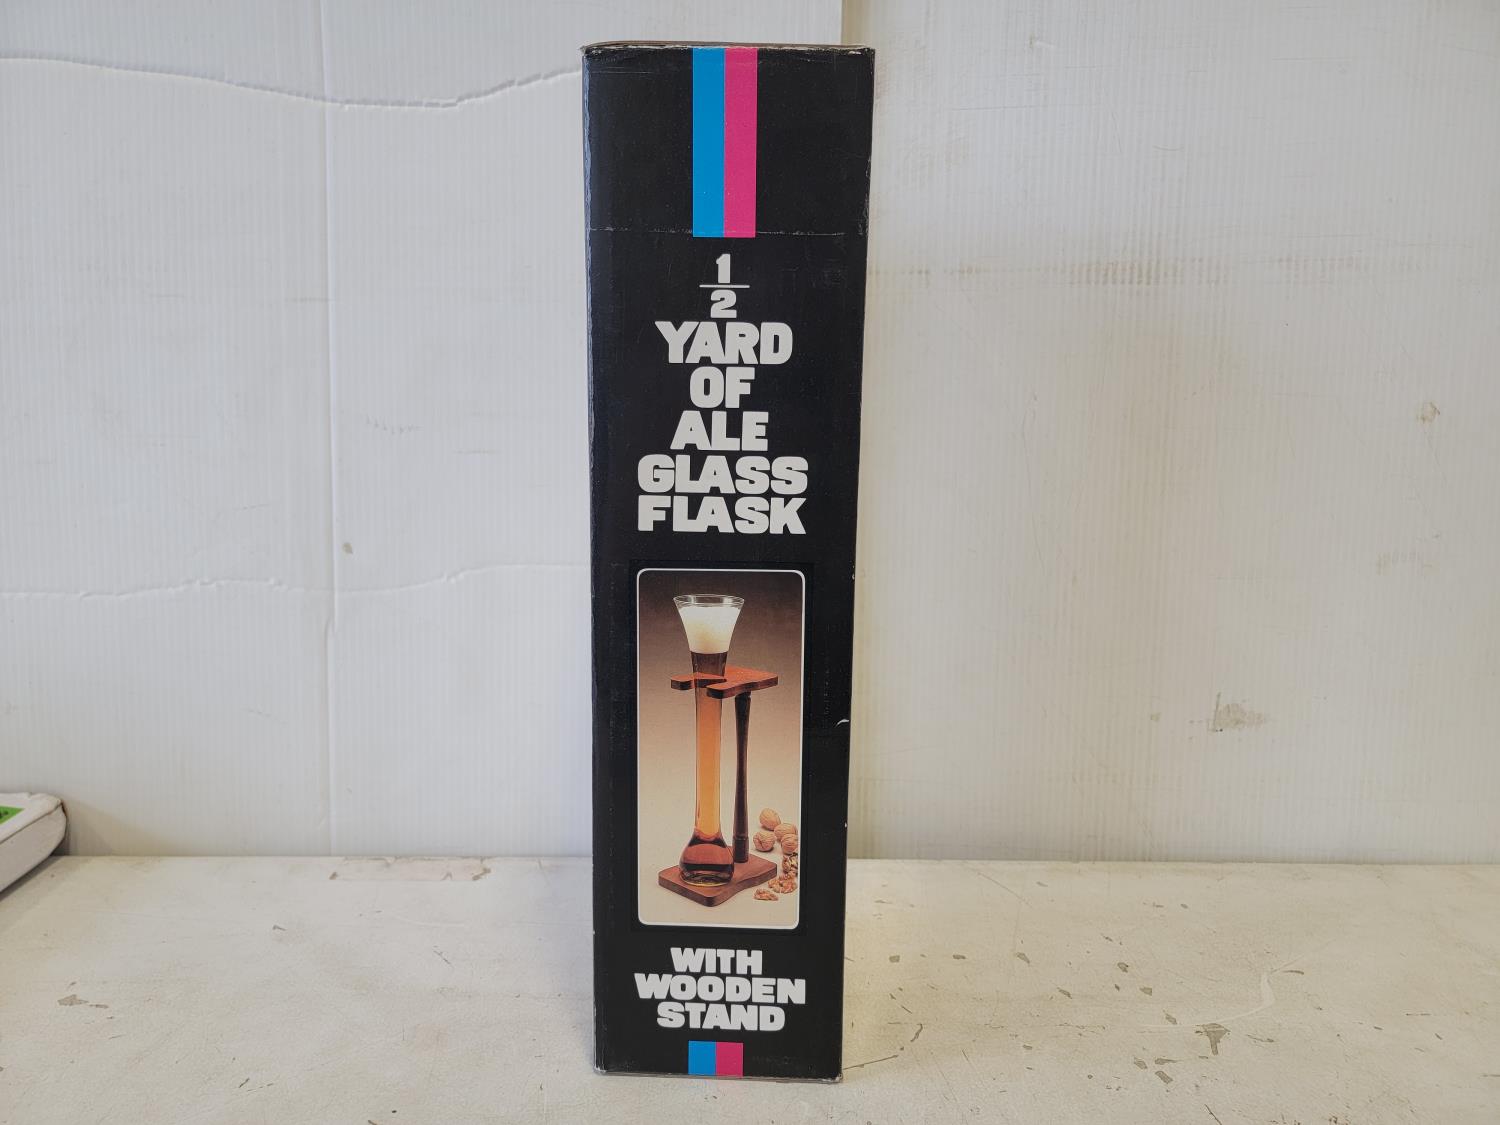 1/2
YARD
OF
ALE
GLASS
FLASK
WITH
WOODEN
STAND